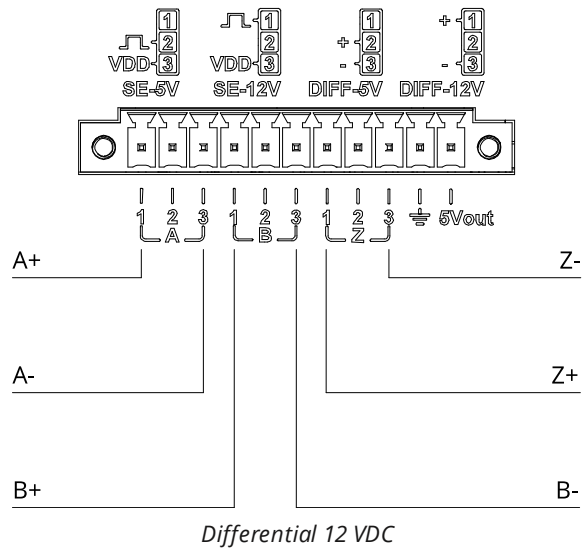 1 1 + 1
2 2 + 2 2
VDD 3 VDD 3 - 3 - 3
SE-5V SE-12V DIFF-5V DIFF-12V
1 2 3 1 2 3 1 2 3 5Vout
A B Z
A+ Z-
A- Z+
B+ B-
Differential 12 VDC